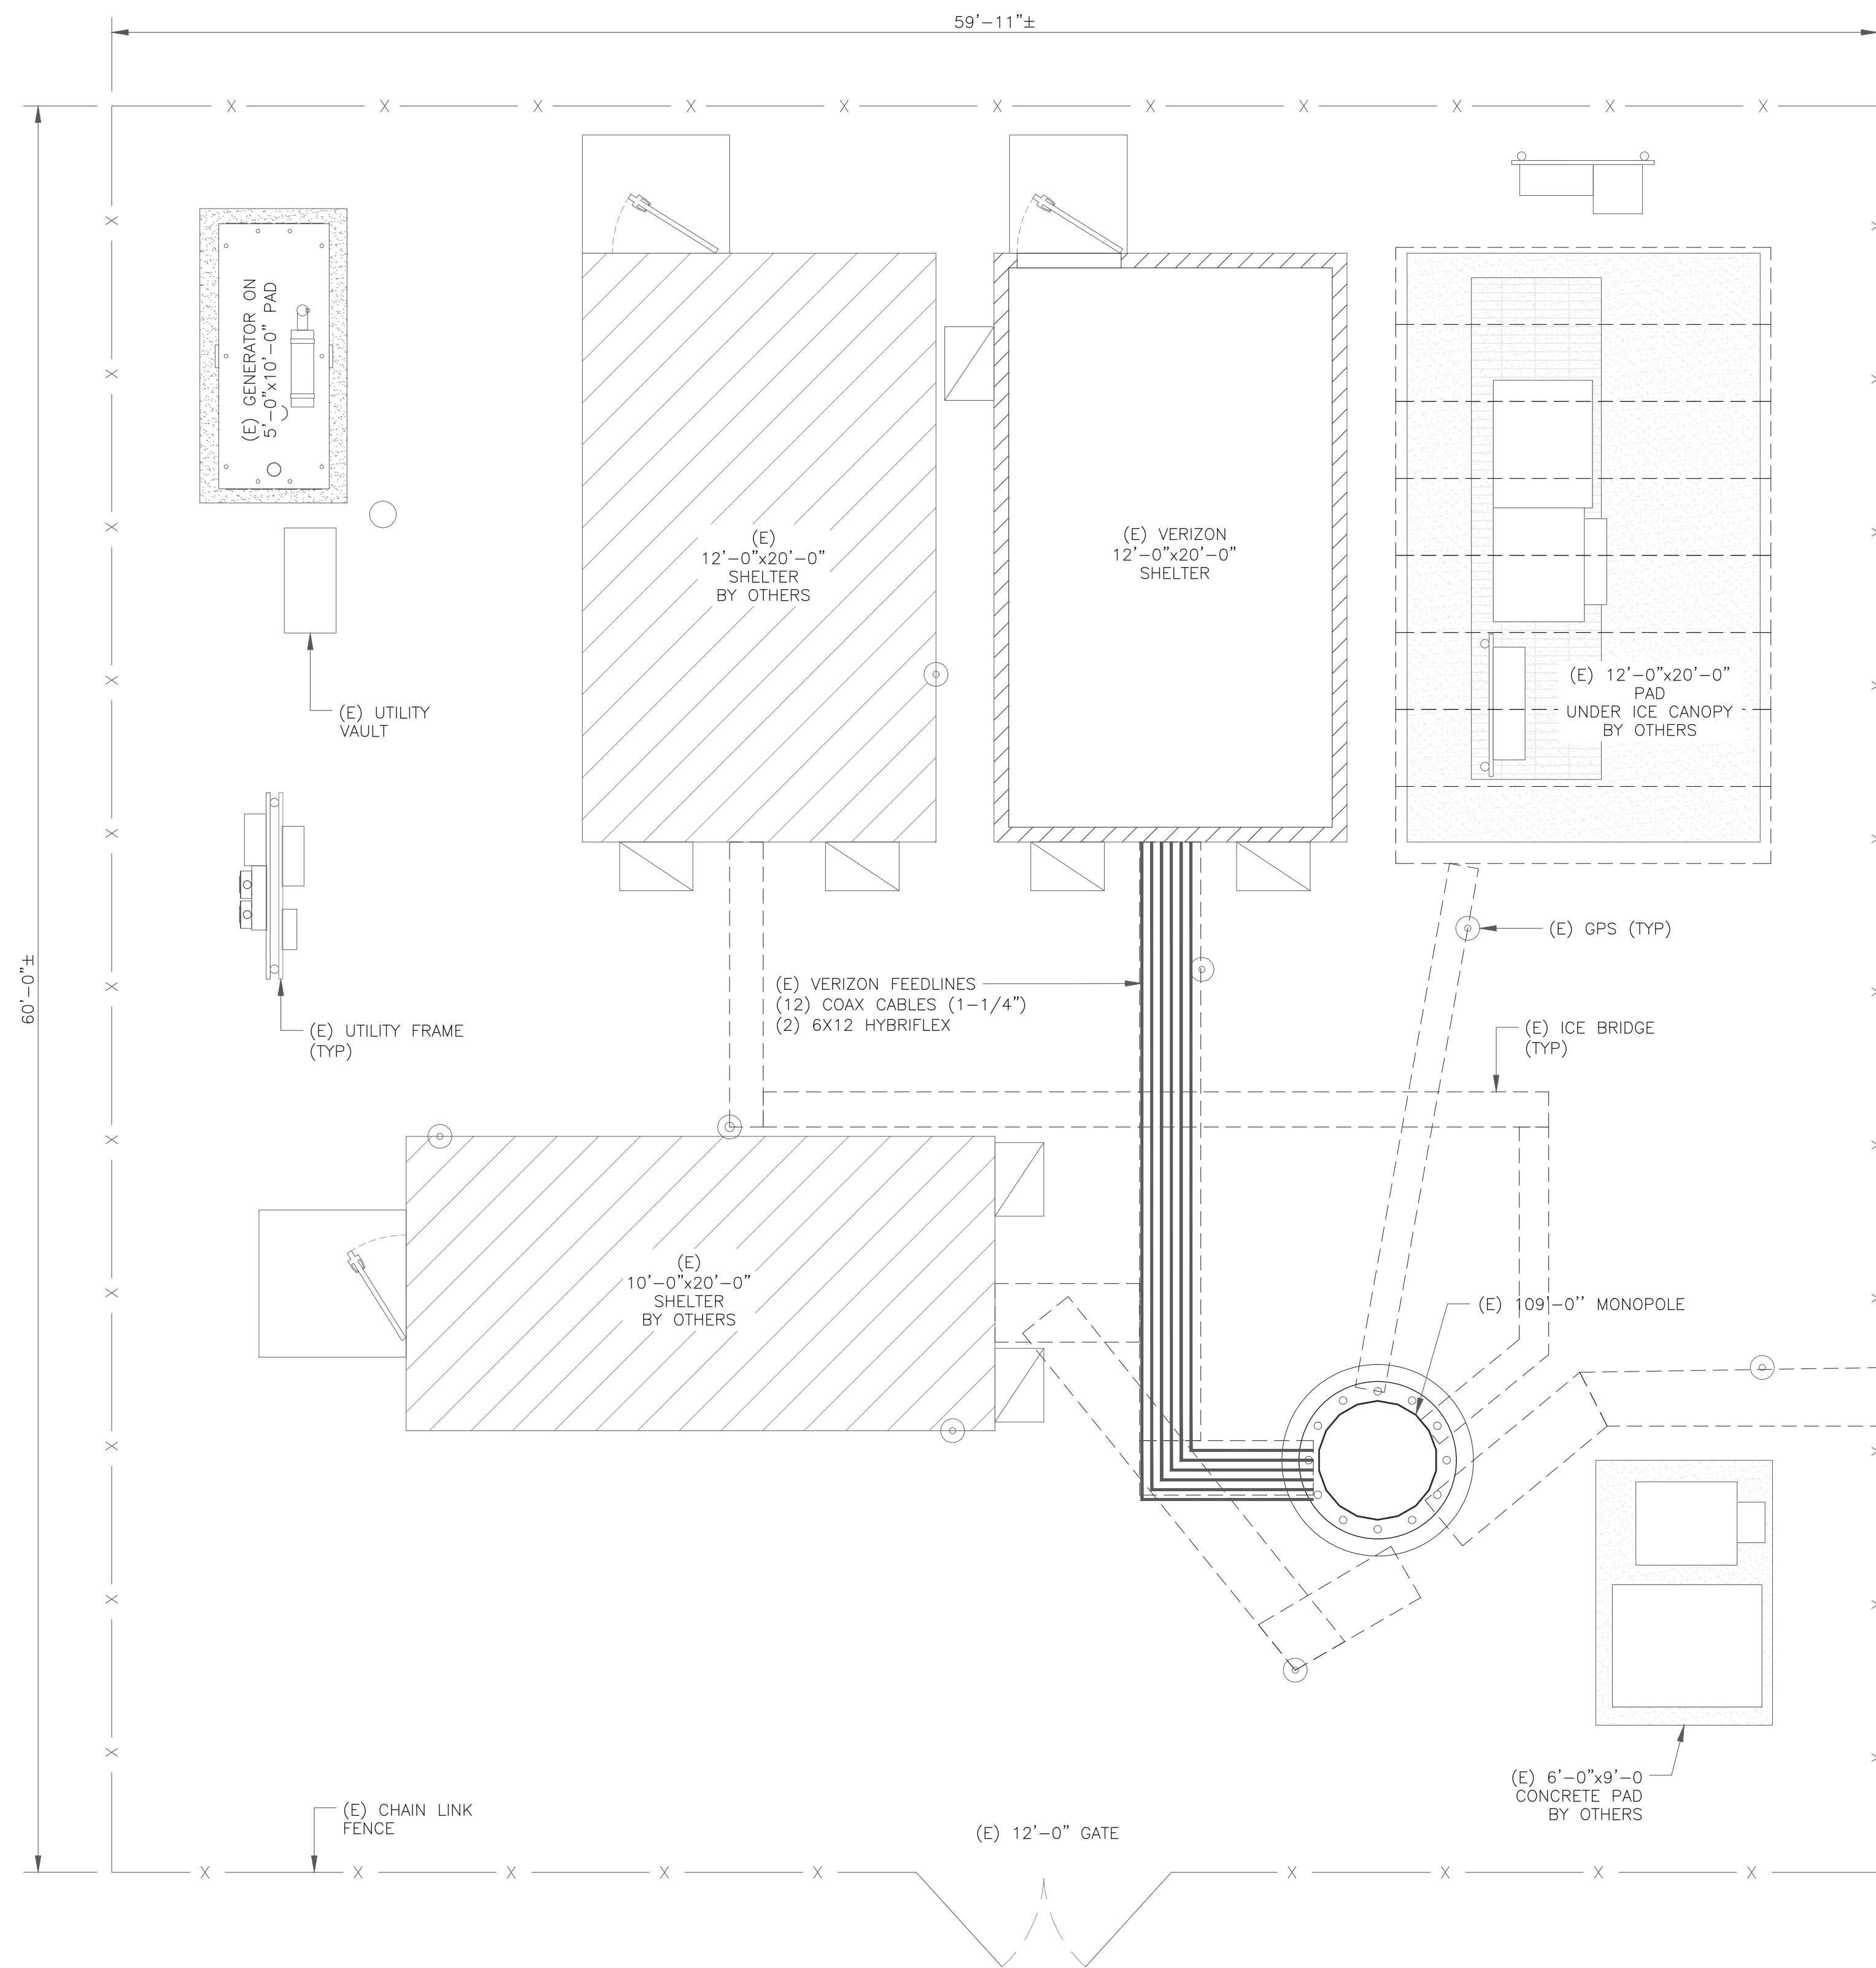 59'-11"±
(E) GENERATOR ON
5'-0"x10'-0" PAD
(E)
12'-0"x20'-0"
SHELTER
BY OTHERS
(E) VERIZON
12'-0"x20'-0"
SHELTER
(E) 12'-0"x20'-0"
PAD
UNDER ICE CANOPY
BY OTHERS
(E) UTILITY
VAULT
(E) GPS (TYP)
60'-0"±
(E) VERIZON FEEDLINES
(12) COAX CABLES (1-1/4")
(2) 6X12 HYBRIFLEX
(E) UTILITY FRAME
(TYP)
(E) ICE BRIDGE
(TYP)
(E)
10'-0"x20'-0"
SHELTER
BY OTHERS
(E) 109'-0'' MONOPOLE
(E) 6'-0"x9'-0
CONCRETE PAD
BY OTHERS
(E) CHAIN LINK
FENCE
(E) 12'-0" GATE